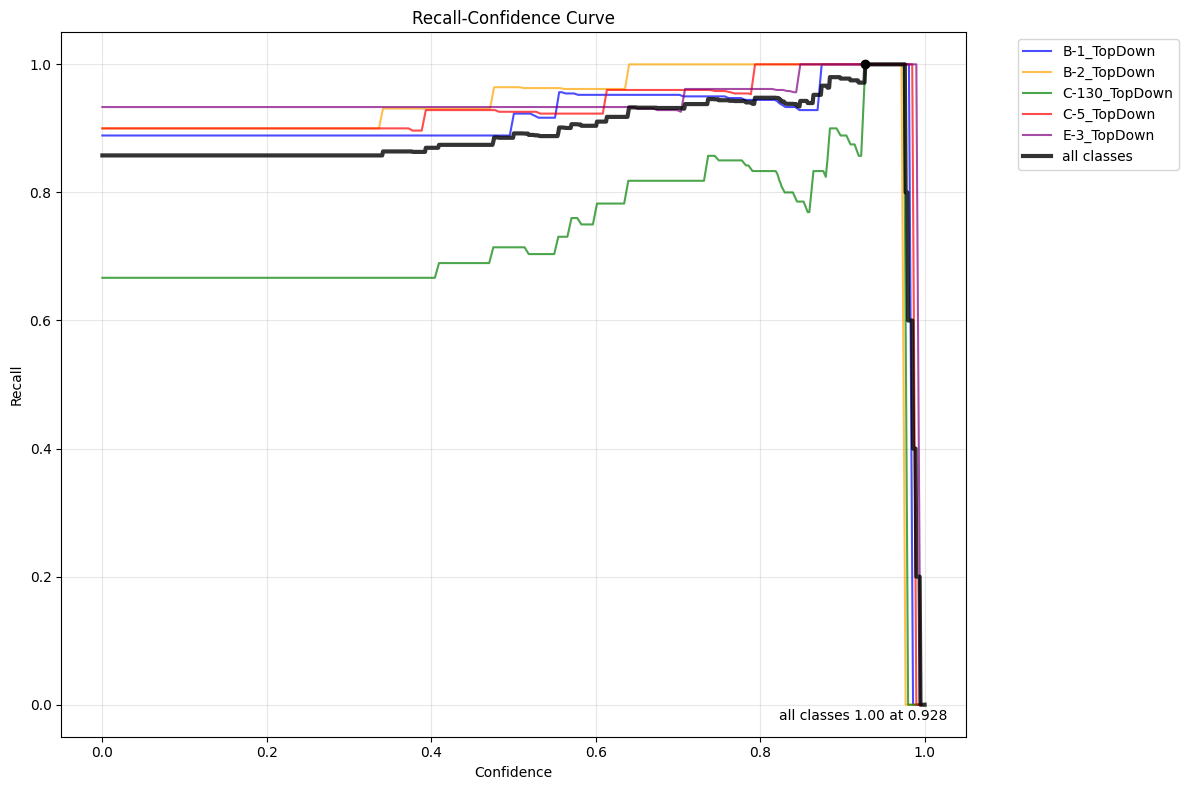 Recall-Confidence Curve
B-1_TopDown
B-2_TopDown
C-130_TopDown
C-5_TopDown
E-3_TopDown
all classes
1.0
0.8
0.6
0.4
0.2
0.0
Recall
all classes 1.00 at 0.928
0.0 0.2 0.4 0.6 0.8 1.0
Confidence